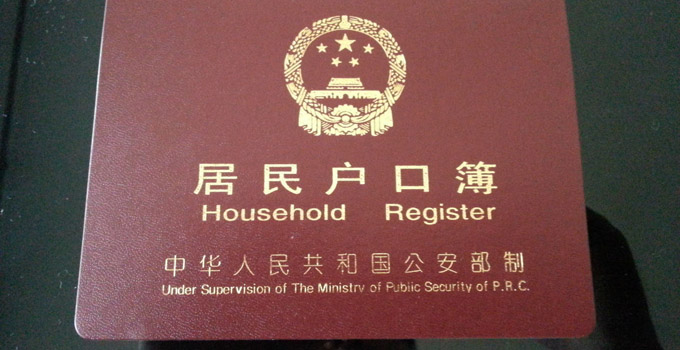 居民户口簿
Household Register
中华人民共和国公安部制
Under Supervision of The Ministry of Public Security of P.R.C.